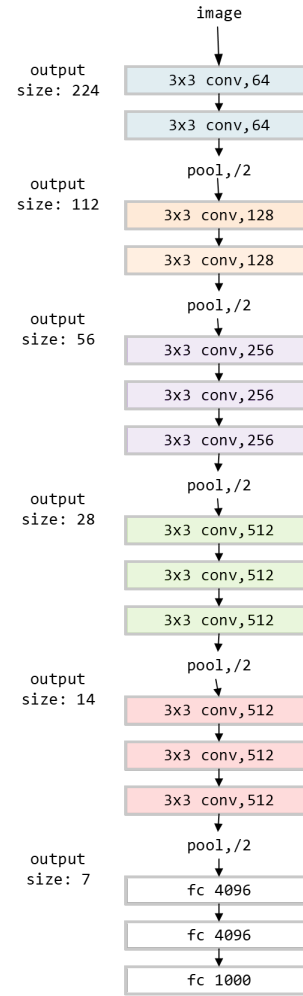 image
output
size: 224
3x3 conv,64
3x3 conv,64
pool,/2
output
size: 112
3x3 conv,128
3x3 conv,128
pool,/2
output
size: 56
3x3 conv,256
3x3 conv,256
3x3 conv,256
pool,/2
output
size: 28
3x3 conv,512
3x3 conv,512
3x3 conv,512
pool,/2
output
size: 14
3x3 conv,512
3x3 conv,512
3x3 conv,512
pool,/2
output
size: 7
fc 4096
fc 4096
fc 1000